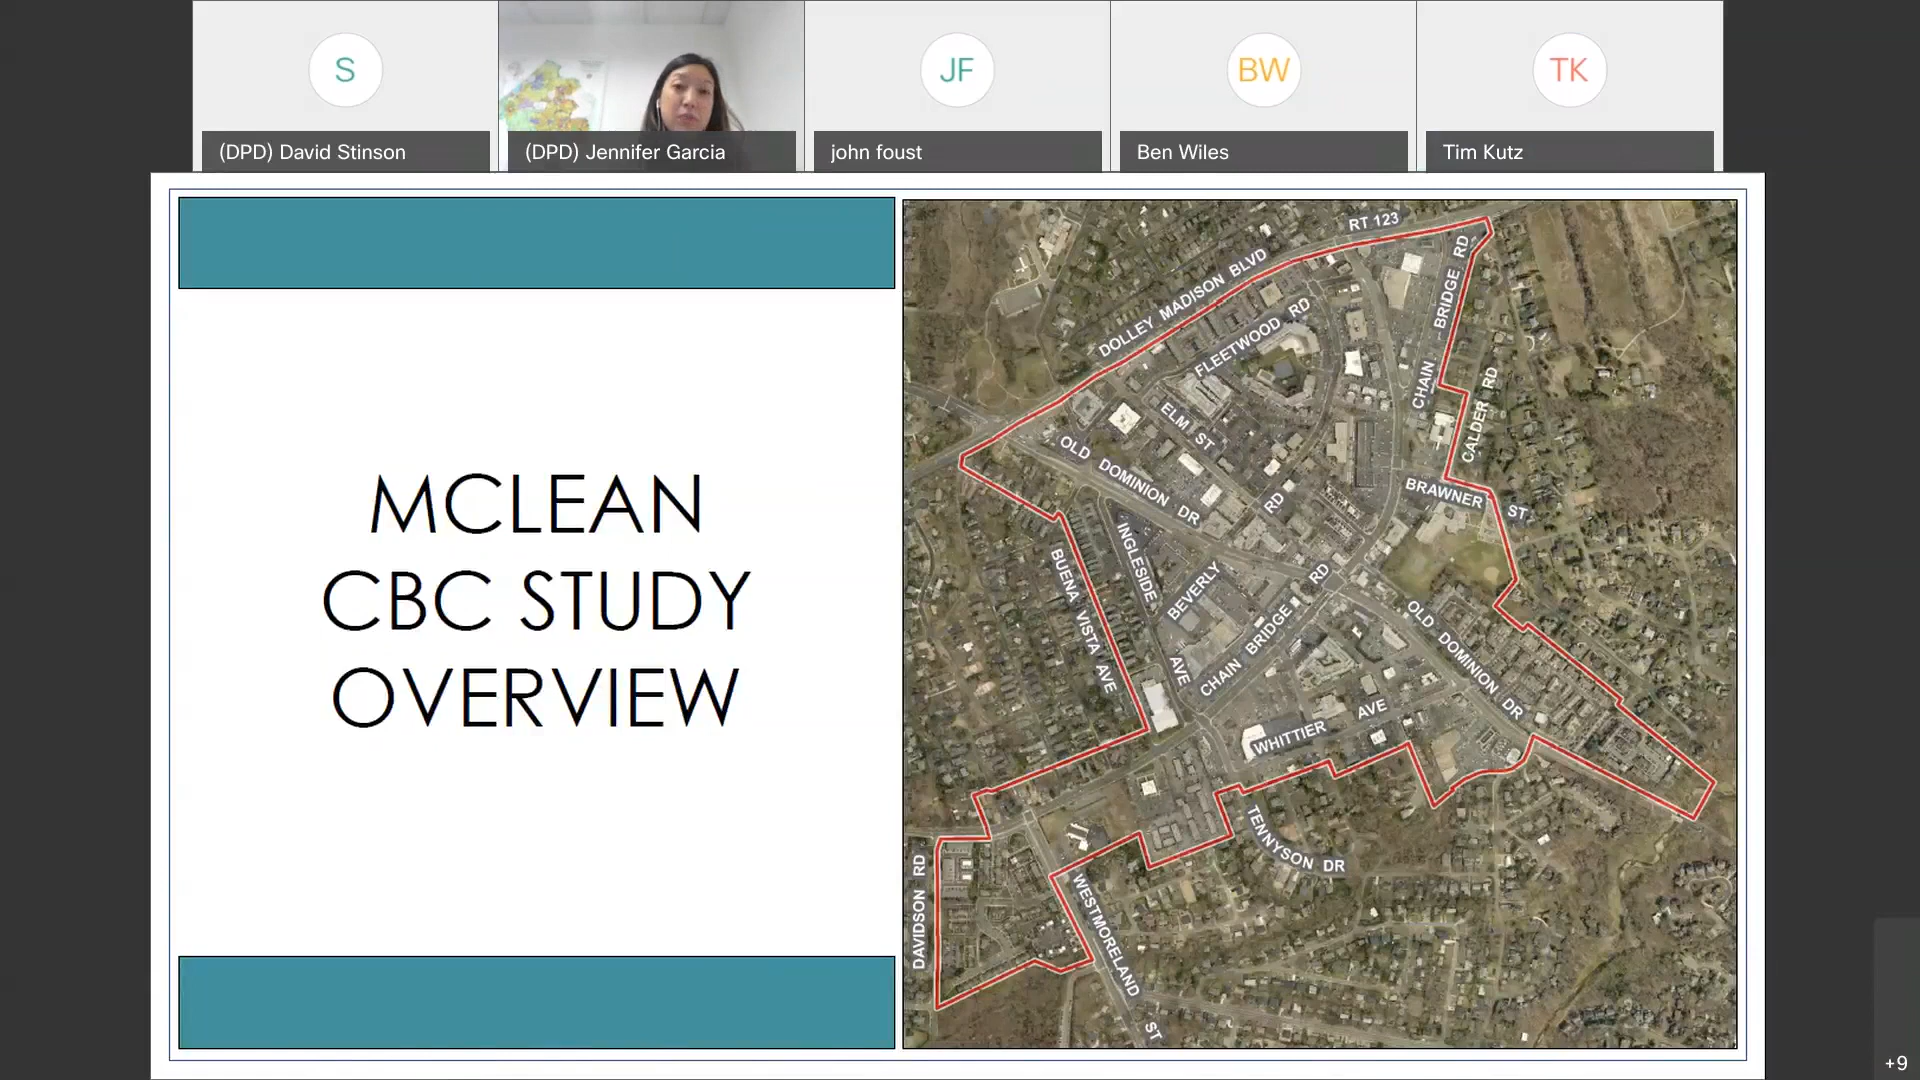 S
JF
BW
TK
(DPD) David Stinson
(DPD) Jennifer Garcia
john foust
Ben Wiles
Tim Kutz
MCLEAN
CBC STUDY
OVERVIEW
RT 123
DOLLEY MADISON BLVD
FLEETWOOD RD
CHAIN BRIDGE RD
CALDER RD
ELM ST
OLD DOMINION DR
BRAWNER ST
INGLESIDE AVE
BUENA VISTA AVE
BEVERLY RD
CHAIN BRIDGE RD
OLD DOMINION DR
WHITTIER AVE
TENNYSON DR
DAVIDSON RD
WESTMORELAND ST
+9